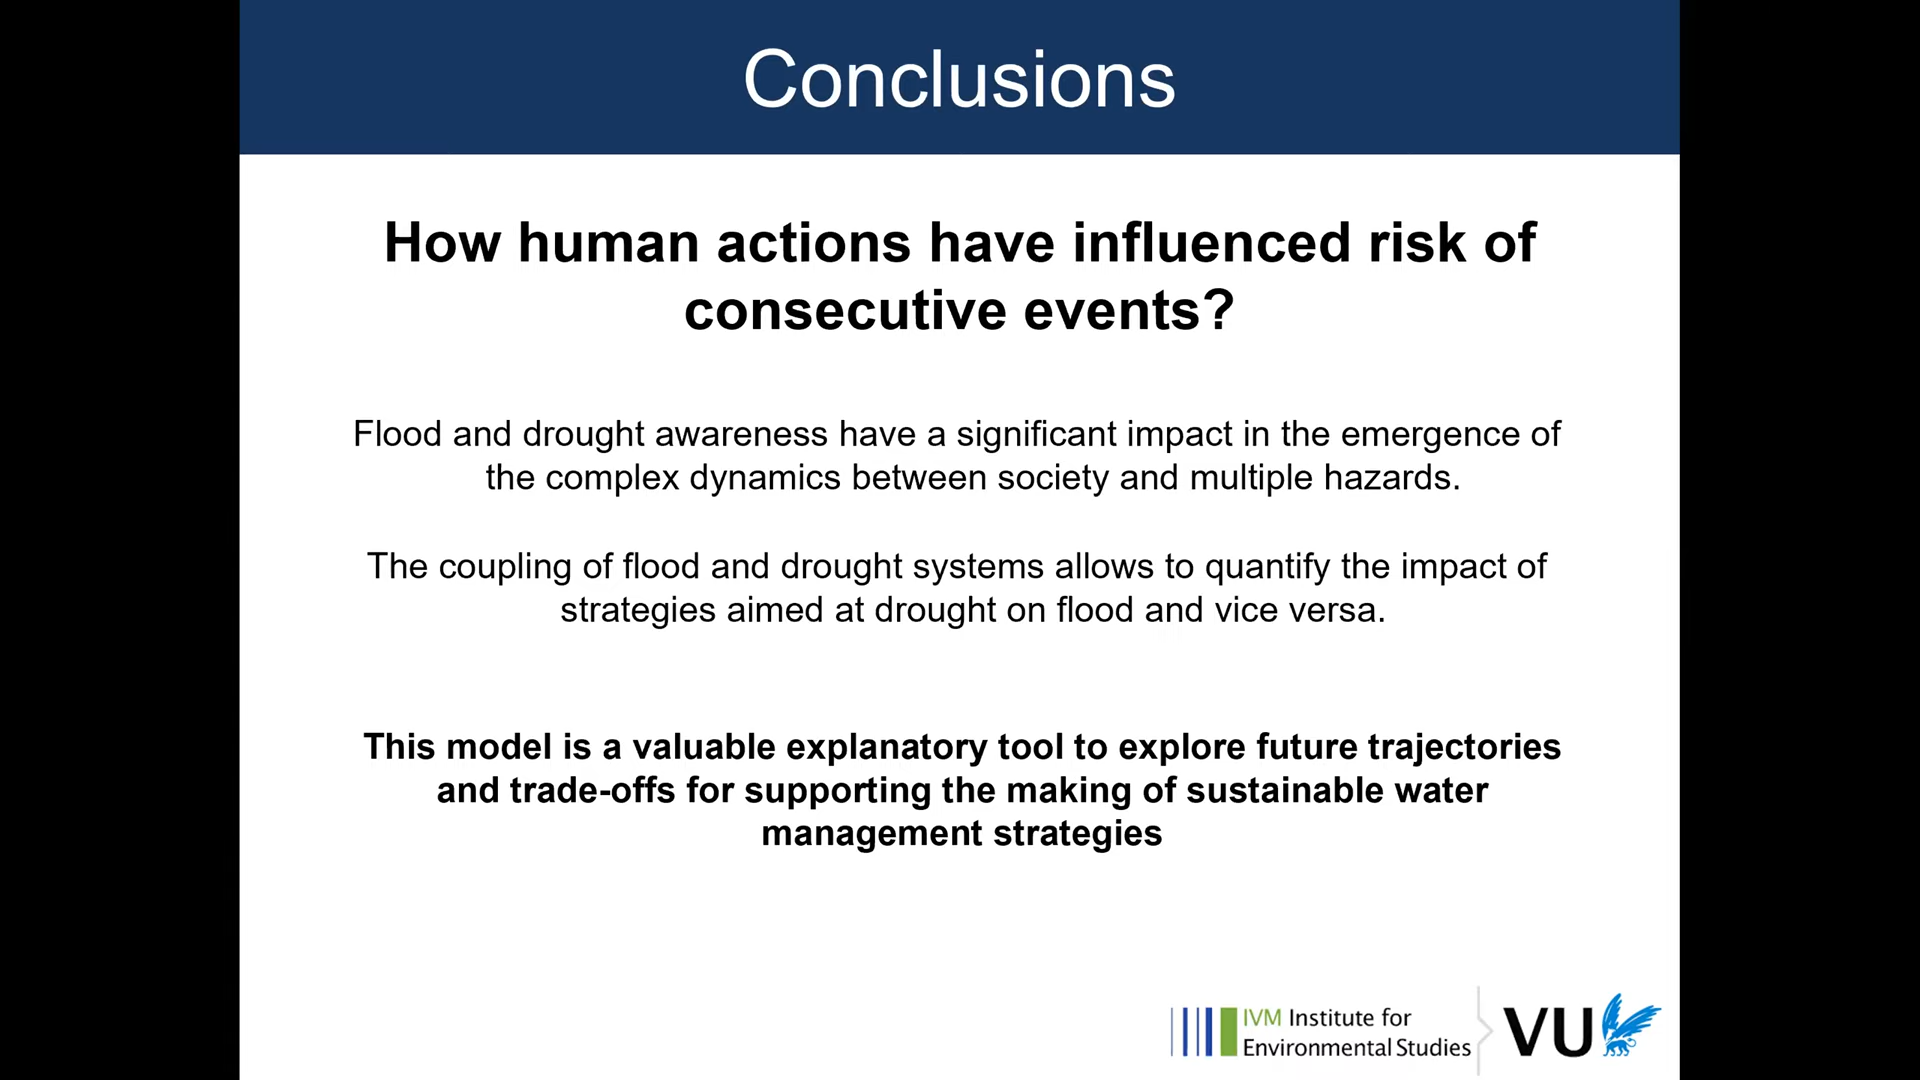 Conclusions
How human actions have influenced risk of
consecutive events?
Flood and drought awareness have a significant impact in the emergence of
the complex dynamics between society and multiple hazards.
The coupling of flood and drought systems allows to quantify the impact of
strategies aimed at drought on flood and vice versa.
This model is a valuable explanatory tool to explore future trajectories
and trade-offs for supporting the making of sustainable water
management strategies
IVM Institute for
Environmental Studies
VU